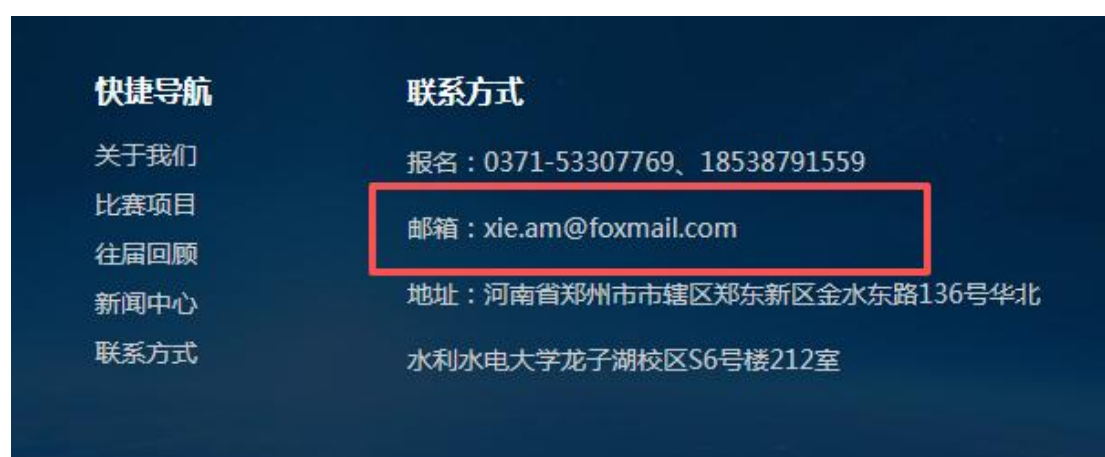 快捷导航
关于我们
比赛项目
往届回顾
新闻中心
联系方式
联系方式
报名：0371-53307769、18538791559
邮箱：xie.am@foxmail.com
地址：河南省郑州市市辖区郑东新区金水东路136号华北
水利水电大学龙子湖校区S6号楼212室